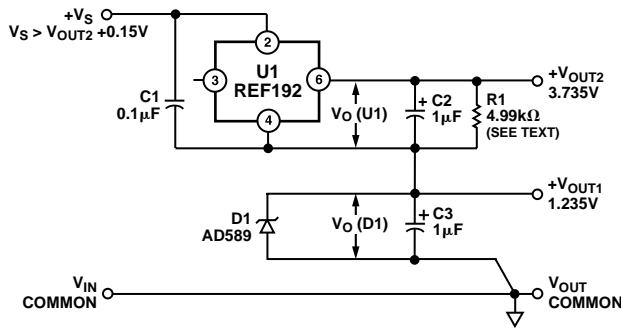 +VS
VS > VOUT2 +0.15V
C1
0.1µF
2
3
U1
REF192
6
4
VO (U1)
+ C2
1µF
R1
4.99kΩ
(SEE TEXT)
+VOUT2
3.735V
+VOUT1
1.235V
D1
AD589
VO (D1)
+ C3
1µF
VIN
COMMON
VOUT
COMMON